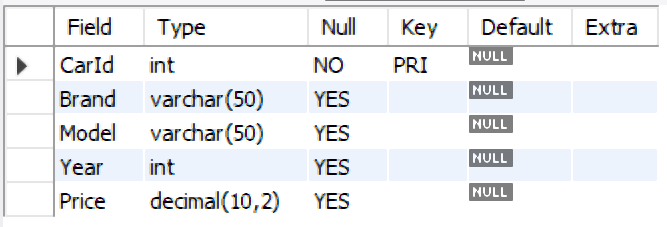 Field Type Null Key Default Extra
CarId int NO PRI NULL
Brand varchar(50) YES NULL
Model varchar(50) YES NULL
Year int YES NULL
Price decimal(10,2) YES NULL